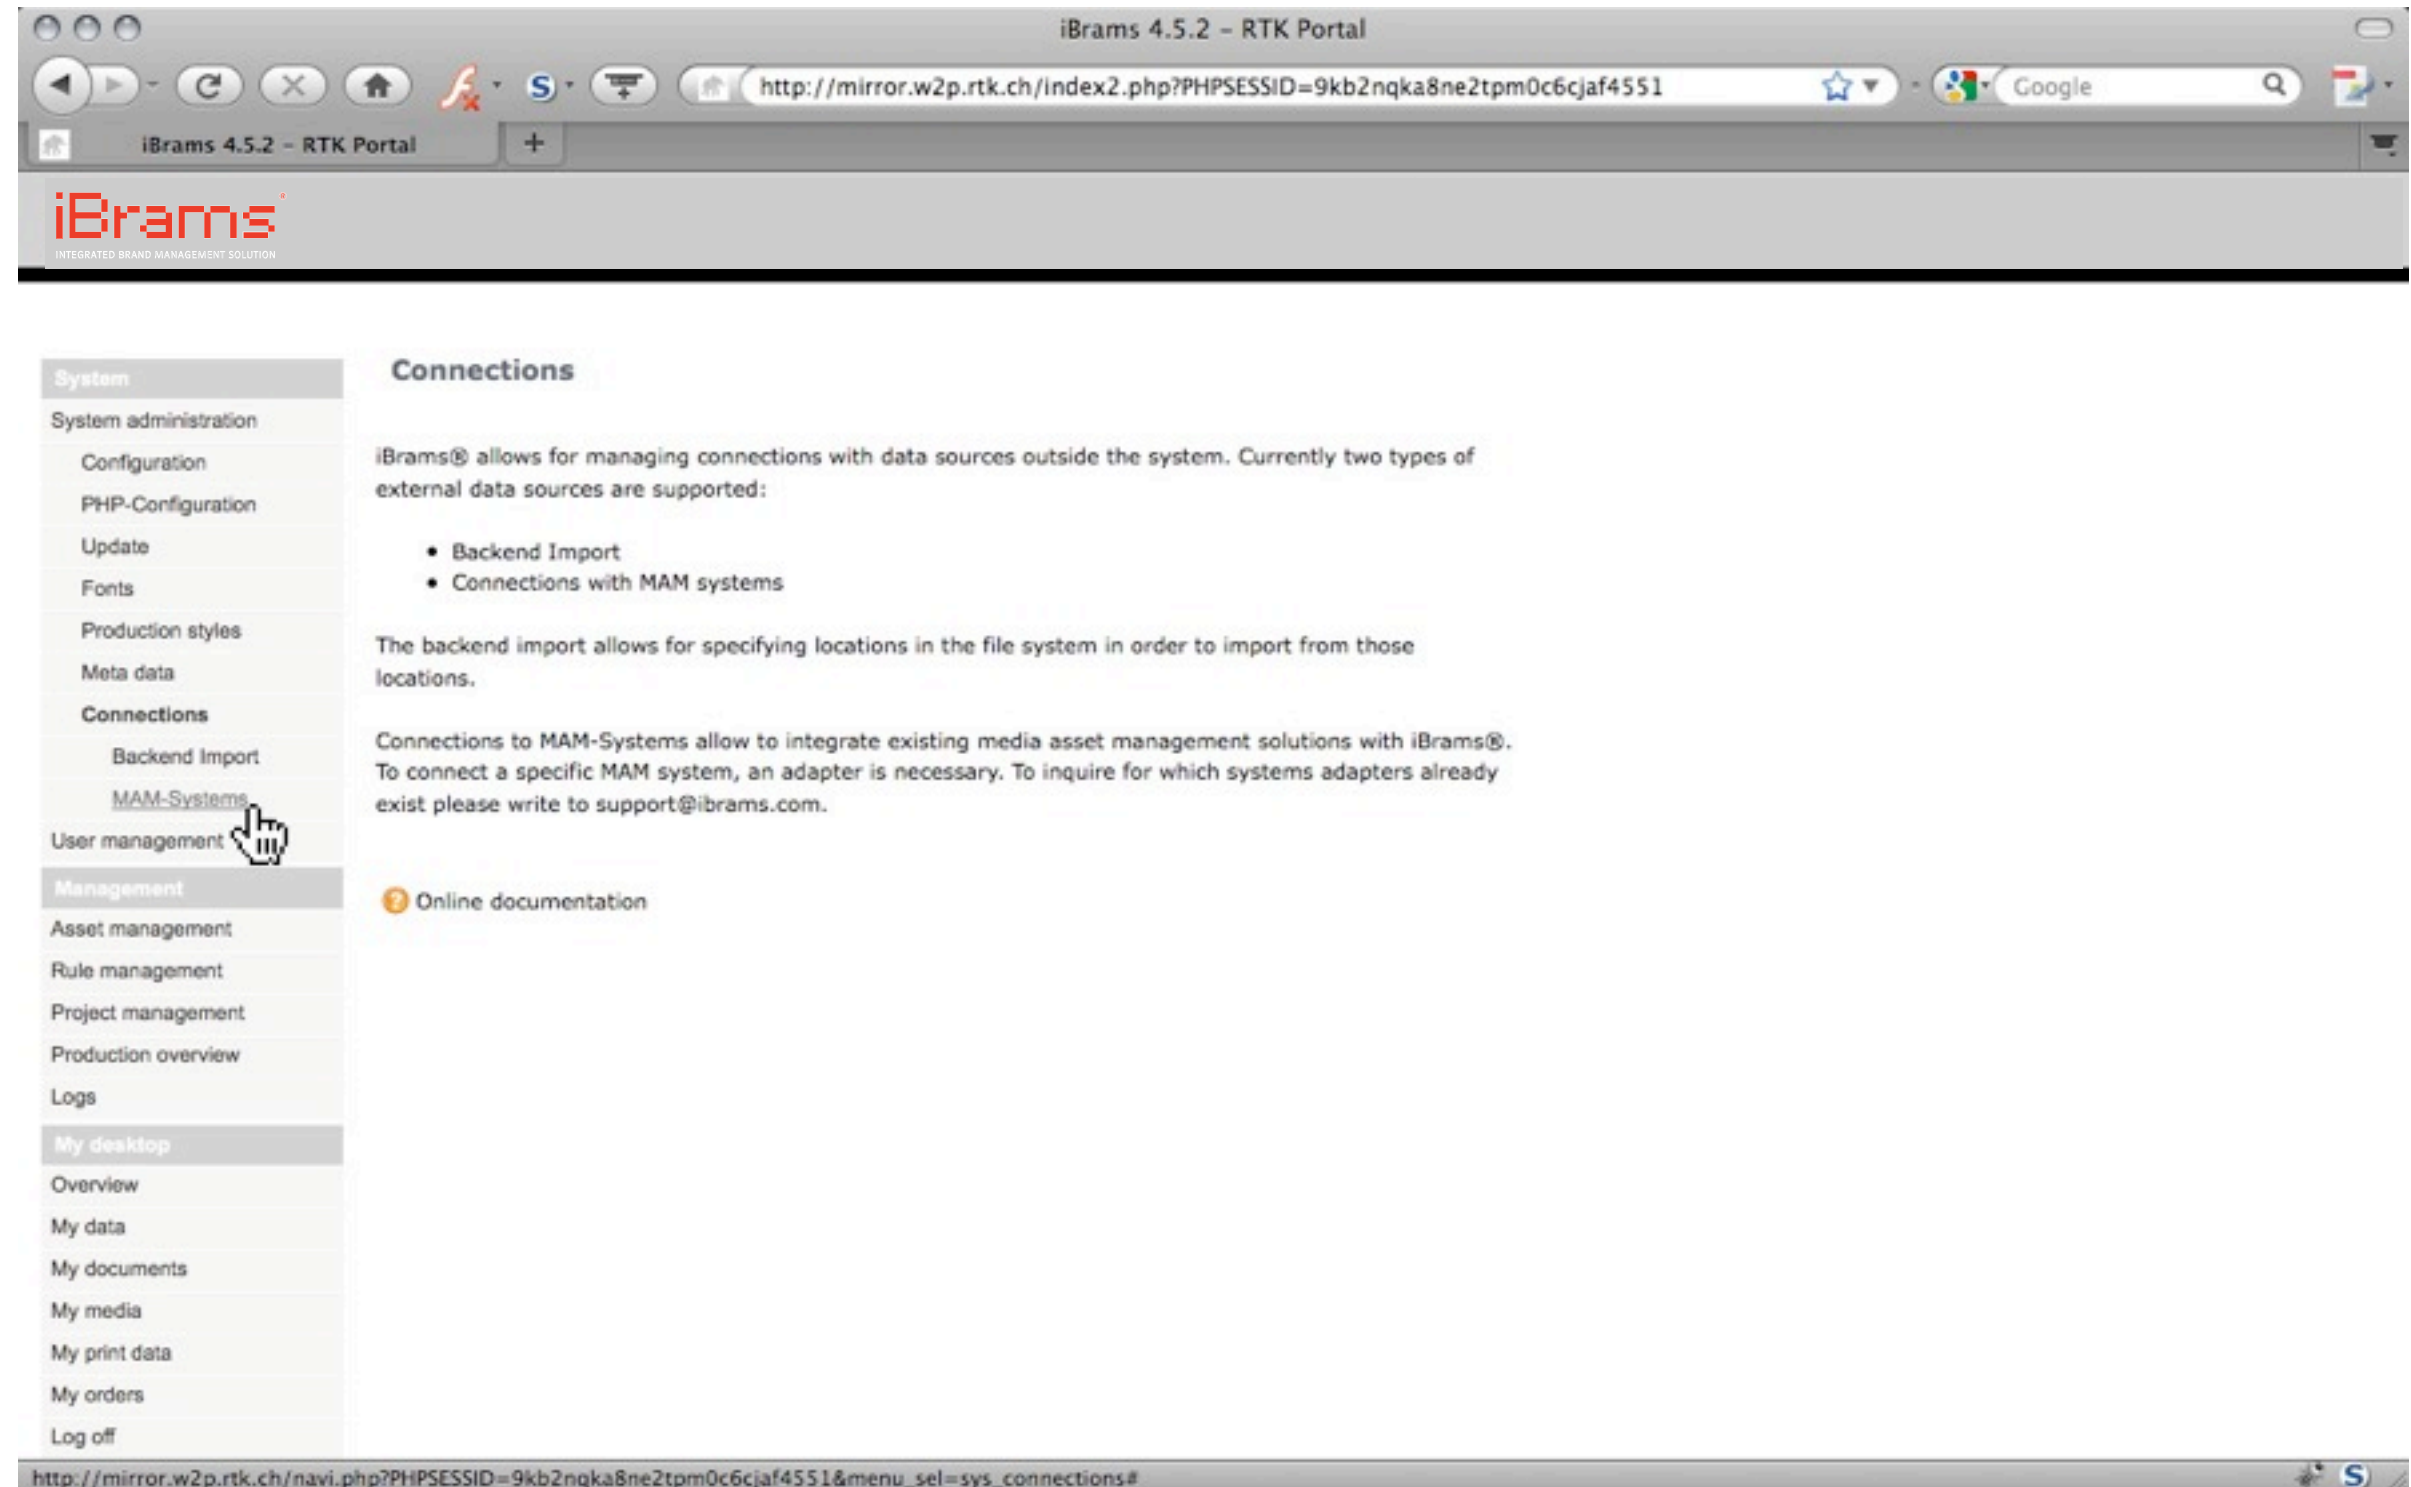 iBrams 4.5.2 – RTK Portal
http://mirror.w2p.rtk.ch/index2.php?PHPSESSID=9kb2nqka8ne2tpm0c6cjaf4551
Google
iBrams 4.5.2 – RTK Portal
iBrams®
INTEGRATED BRAND MANAGEMENT SOLUTION
System
System administration
Configuration
PHP-Configuration
Update
Fonts
Production styles
Meta data
Connections
Backend Import
MAM-Systems
User management
Management
Asset management
Rule management
Project management
Production overview
Logs
My desktop
Overview
My data
My documents
My media
My print data
My orders
Log off
Connections
iBrams® allows for managing connections with data sources outside the system. Currently two types of
external data sources are supported:
• Backend Import
• Connections with MAM systems
The backend import allows for specifying locations in the file system in order to import from those
locations.
Connections to MAM-Systems allow to integrate existing media asset management solutions with iBrams®.
To connect a specific MAM system, an adapter is necessary. To inquire for which systems adapters already
exist please write to support@ibrams.com.
Online documentation
http://mirror.w2p.rtk.ch/navi.php?PHPSESSID=9kb2nqka8ne2tpm0c6cjaf4551&menu_sel=sys_connections#